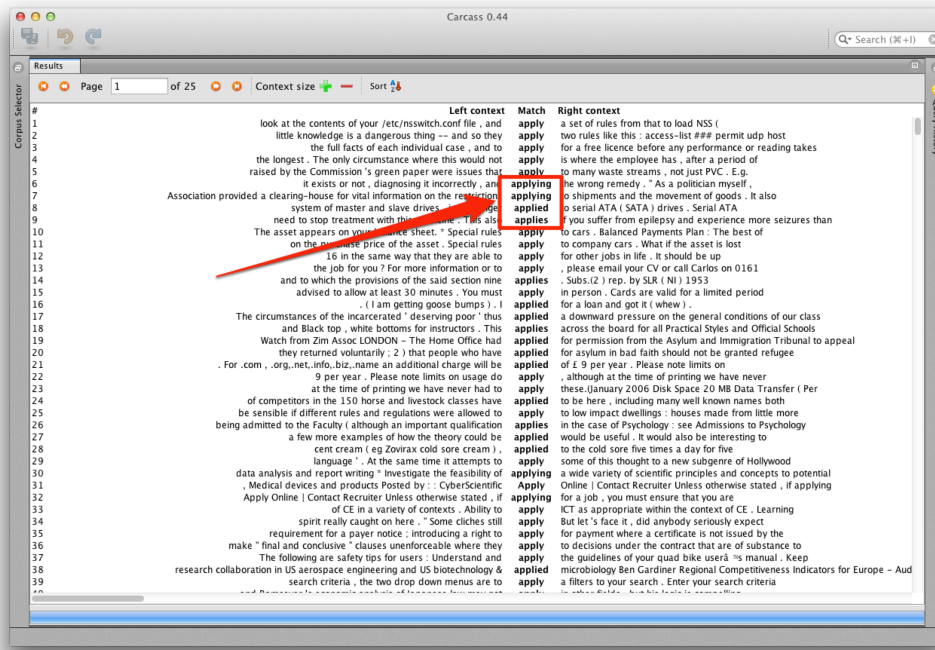 Carcass 0.44
Search (⌘+I)
Results
Page 1 of 25 Context size Sort
Corpus Selector
# Left context Match Right context
1 look at the contents of your /etc/nsswitch.conf file , and apply a set of rules from that to load NSS (
2 little knowledge is a dangerous thing -- and so they apply two rules like this : access-list ### permit udp host
3 the full facts of each individual case , and to apply for a free licence before any performance or reading takes
4 the longest . The only circumstance where this would not apply is where the employee has , after a period of
5 raised by the Commission 's green paper were issues that apply to many waste streams , not just PVC . E.g.
6 it exists or not , diagnosing it incorrectly , and applying the wrong remedy . " As a politician myself ,
7 Association provided a clearing-house for vital information on the restrictions applying to shipments and the movement of goods . It also
8 system of master and slave drives applied to serial ATA ( SATA ) drives . Serial ATA
9 need to stop treatment with this medicine . This also applies if you suffer from epilepsy and experience more seizures than
10 The asset appears on your balance sheet. * Special rules apply to cars . Balanced Payments Plan : The best of
11 on the purchase price of the asset . Special rules apply to company cars . What if the asset is lost
12 16 in the same way that they are able to apply for other jobs in life . It should be up
13 the job for you ? For more information or to apply , please email your CV or call Carlos on 0161
14 and to which the provisions of the said section nine applies . Subs.(2 ) rep. by SLR ( NI ) 1953
15 advised to allow at least 30 minutes . You must apply in person . Cards are valid for a limited period
16 . ( I am getting goose bumps ) . I applied for a loan and got it ( whew ) .
17 The circumstances of the incarcerated ' deserving poor ' thus applied a downward pressure on the general conditions of our class
18 and Black top , white bottoms for instructors . This applies across the board for all Practical Styles and Official Schools
19 Watch from Zim Assoc LONDON - The Home Office had applied for permission from the Asylum and Immigration Tribunal to appeal
20 they returned voluntarily ; 2 ) that people who have applied for asylum in bad faith should not be granted refugee
21 . For .com , .org,.net,.info,.biz,.name an additional charge will be applied of £ 9 per year . Please note limits on
22 9 per year . Please note limits on usage do apply , although at the time of printing we have never
23 at the time of printing we have never had to apply these.(January 2006 Disk Space 20 MB Data Transfer ( Per
24 of competitors in the 150 horse and livestock classes have applied to be here , including many well known names both
25 be sensible if different rules and regulations were allowed to apply to low impact dwellings : houses made from little more
26 being admitted to the Faculty ( although an important qualification applies in the case of Psychology : see Admissions to Psychology
27 a few more examples of how the theory could be applied would be useful . It would also be interesting to
28 cent cream ( eg Zovirax cold sore cream ) , applied to the cold sore five times a day for five
29 language ' . At the same time it attempts to apply some of this thought to a new subgenre of Hollywood
30 data analysis and report writing * Investigate the feasibility of applying a wide variety of scientific principles and concepts to potential
31 , Medical devices and products Posted by : : CyberScientific Apply Online | Contact Recruiter Unless otherwise stated , if applying
32 Apply Online | Contact Recruiter Unless otherwise stated , if applying for a job , you must ensure that you are
33 of CE in a variety of contexts . Ability to apply ICT as appropriate within the context of CE . Learning
34 spirit really caught on here . " Some cliches still apply But let 's face it , did anybody seriously expect
35 requirement for a payer notice ; introducing a right to apply for payment where a certificate is not issued by the
36 make " final and conclusive " clauses unenforceable where they apply to decisions under the contract that are of substance to
37 The following are safety tips for users : Understand and apply the guidelines of your quad bike userâ s manual . Keep
38 research collaboration in US aerospace engineering and US biotechnology & applied microbiology Ben Gardiner Regional Competitiveness Indicators for Europe - Aud
39 search criteria , the two drop down menus are to apply a filters to your search . Enter your search criteria